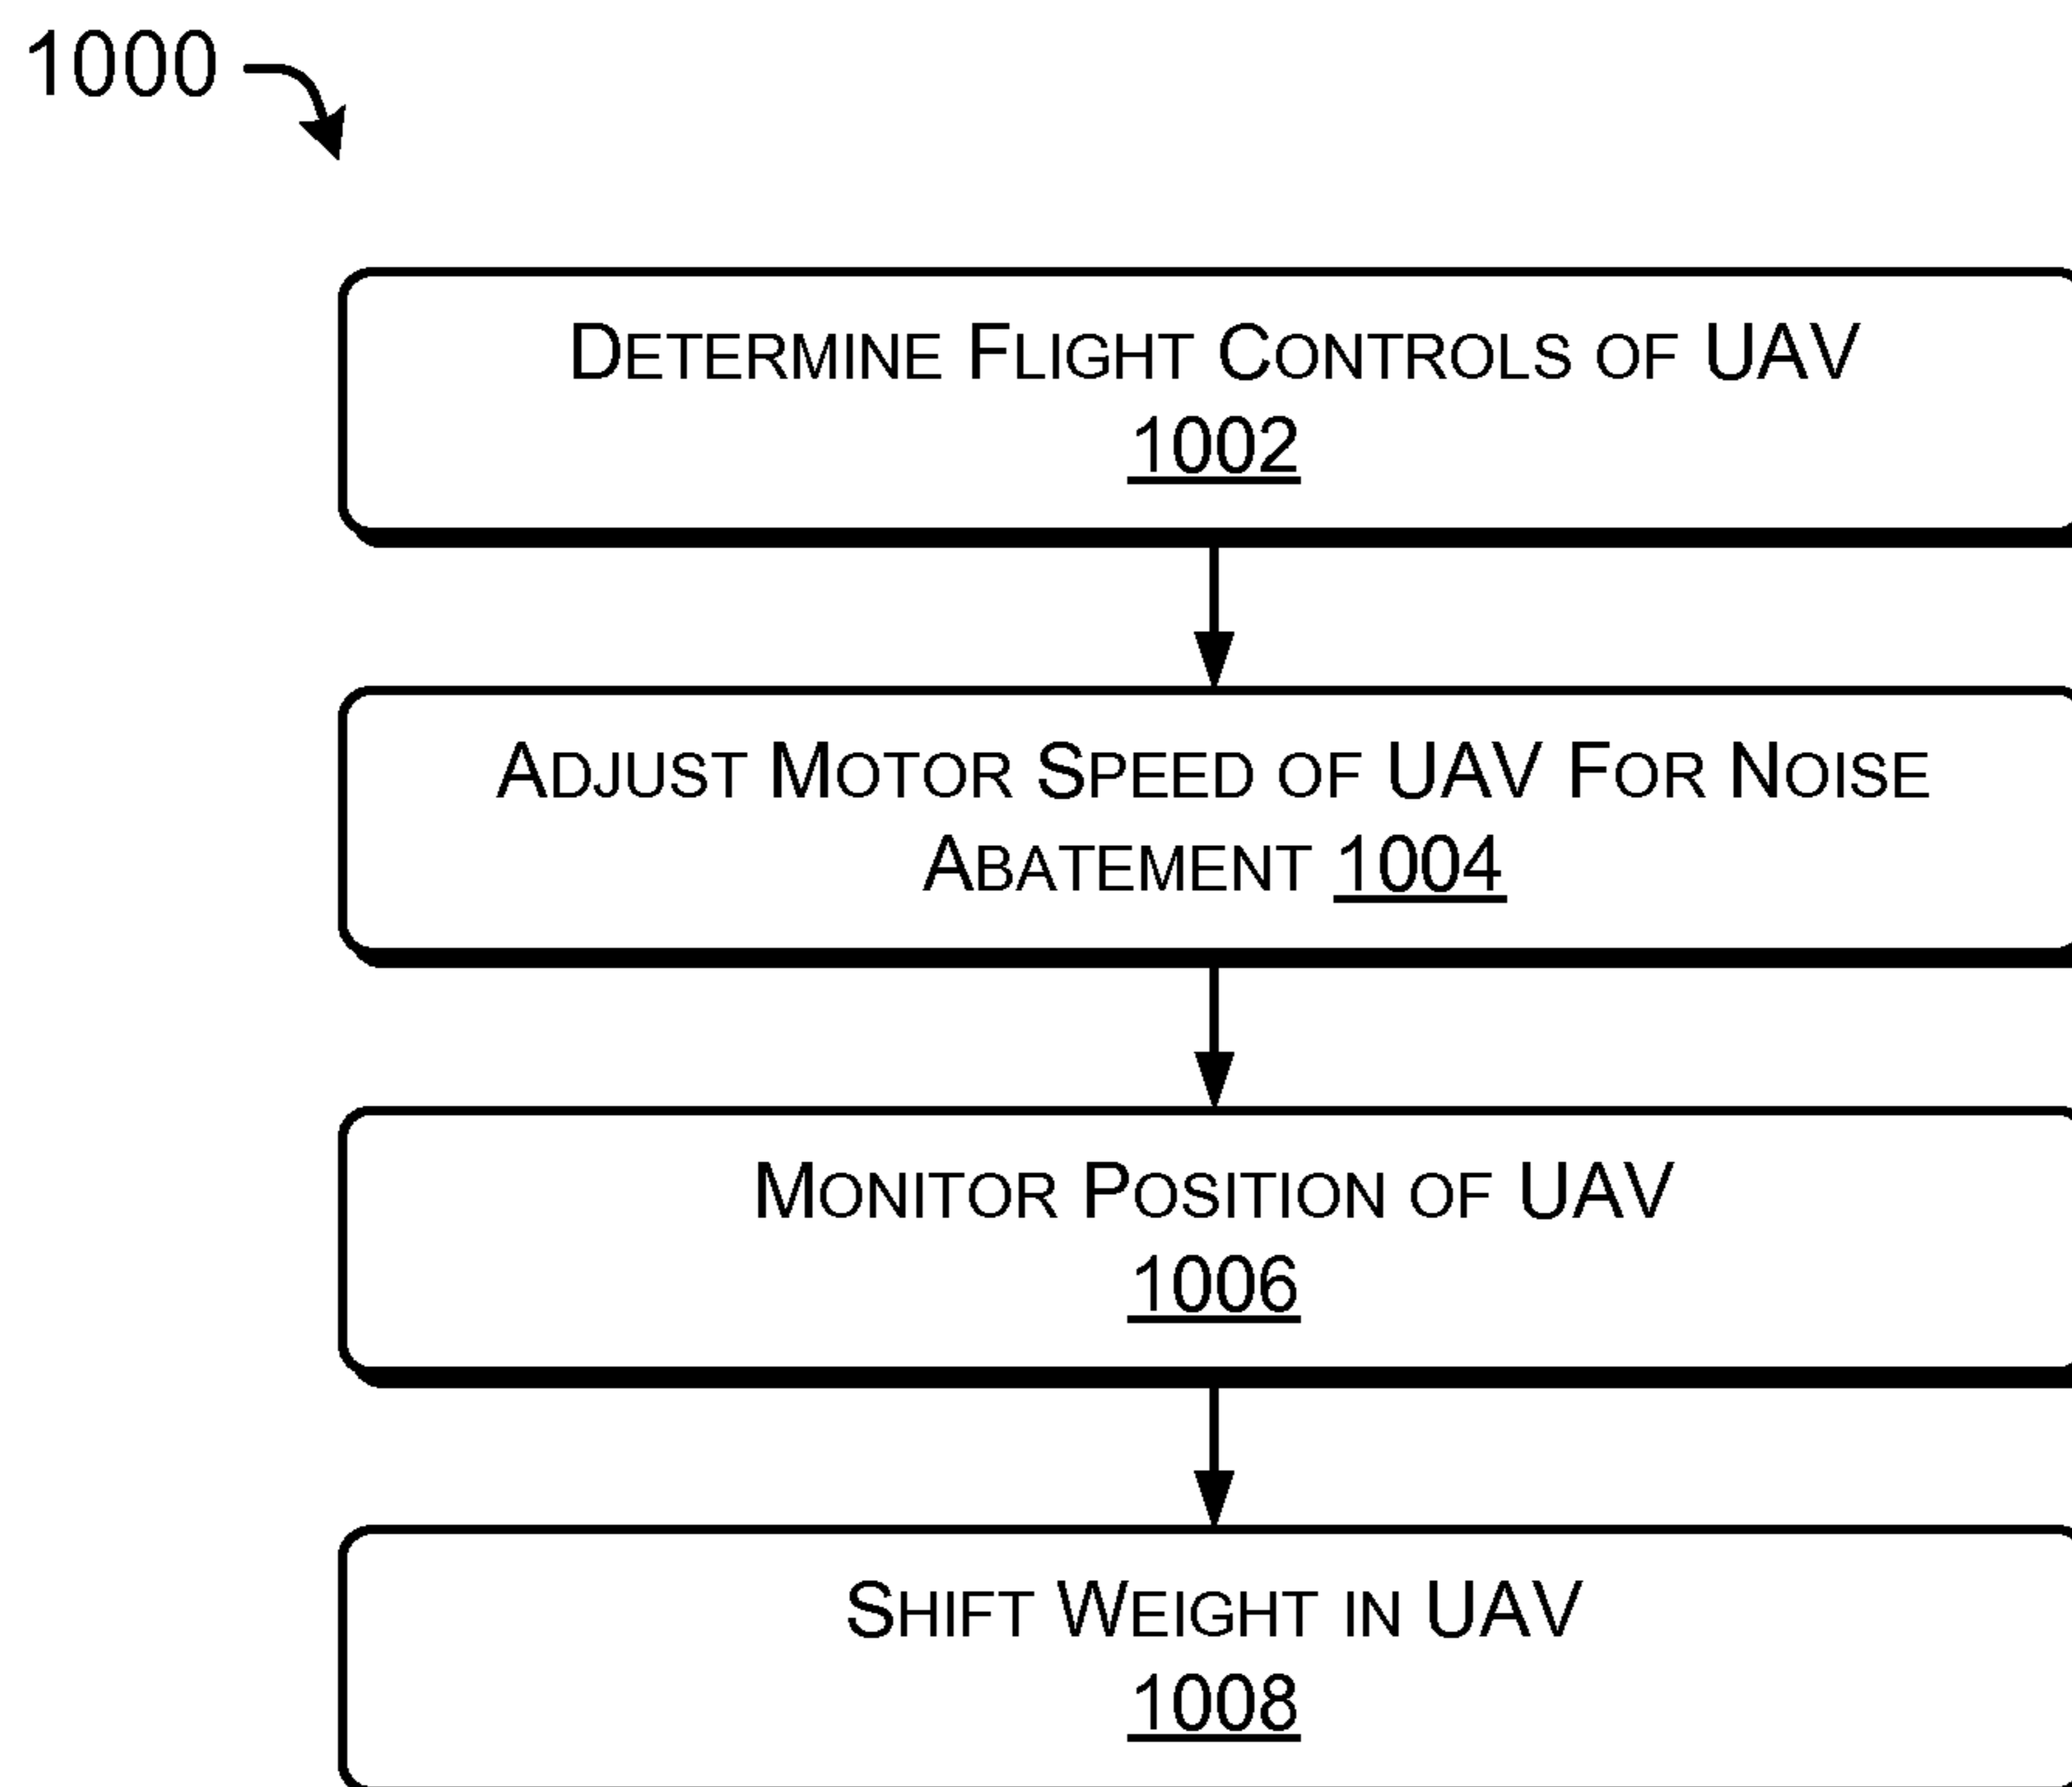 1000
DETERMINE FLIGHT CONTROLS OF UAV
1002
ADJUST MOTOR SPEED OF UAV FOR NOISE
ABATEMENT 1004
MONITOR POSITION OF UAV
1006
SHIFT WEIGHT IN UAV
1008